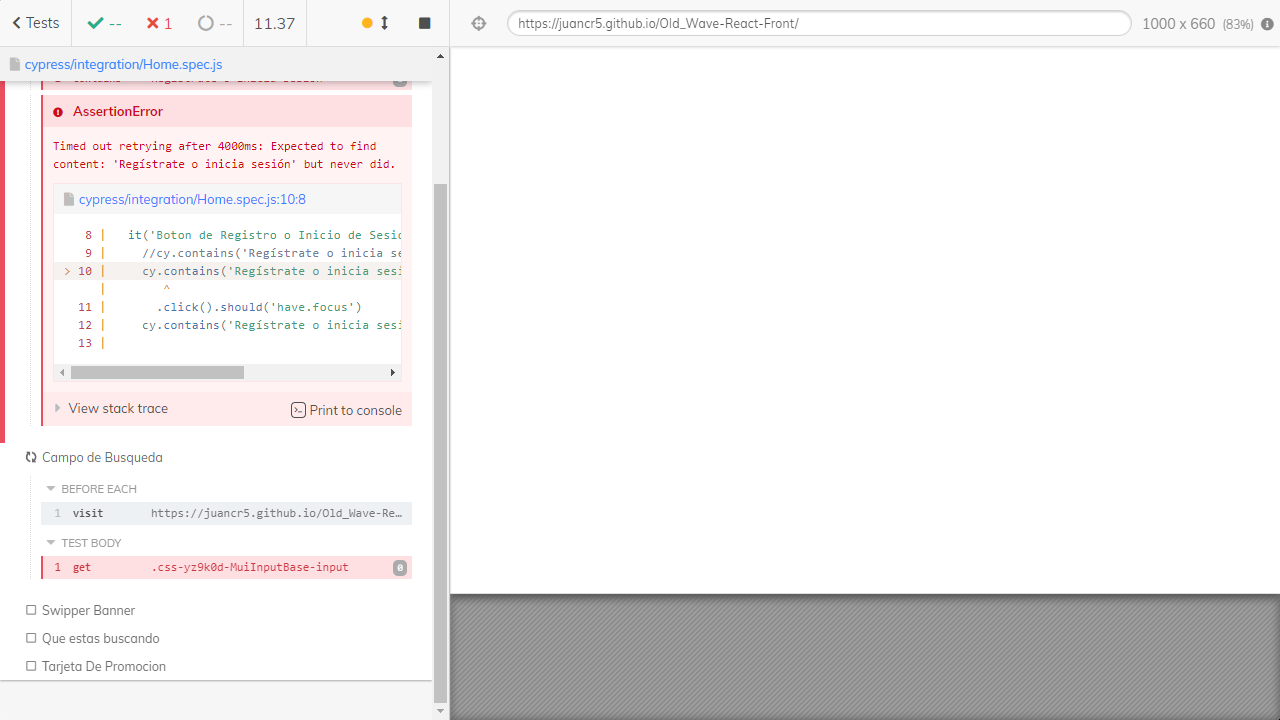 Tests -- 1 -- 11.37
https://juancr5.github.io/Old_Wave-React-Front/ 1000 x 660 (83%)
cypress/integration/Home.spec.js
AssertionError
Timed out retrying after 4000ms: Expected to find
content: 'Regístrate o inicia sesión' but never did.
cypress/integration/Home.spec.js:10:8
8 | it('Boton de Registro o Inicio de Sesio
9 | //cy.contains('Regístrate o inicia se
> 10 | cy.contains('Regístrate o inicia sesi
| ^
11 | .click().should('have.focus')
12 | cy.contains('Regístrate o inicia sesi
13 |
View stack trace Print to console
Campo de Busqueda
BEFORE EACH
1 visit https://juancr5.github.io/Old_Wave-Re…
TEST BODY
1 get .css-yz9k0d-MuiInputBase-input 0
Swipper Banner
Que estas buscando
Tarjeta De Promocion